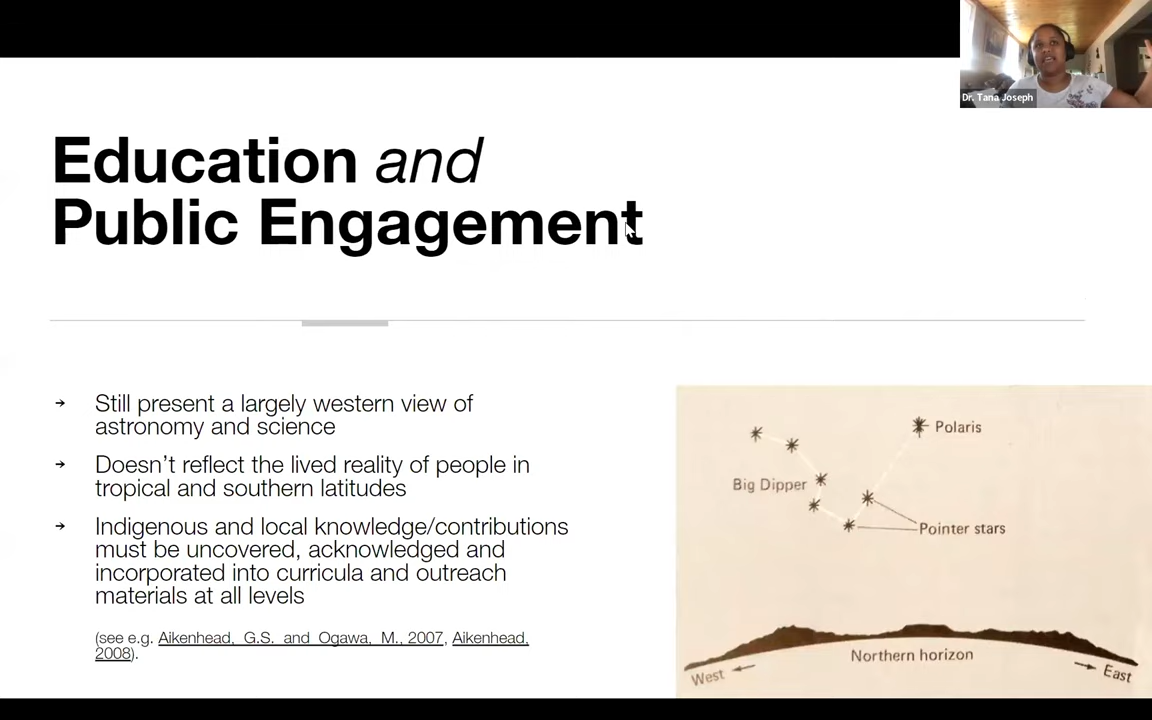 Dr. Tana Joseph
Education and
Public Engagement
→ Still present a largely western view of
astronomy and science
→ Doesn't reflect the lived reality of people in
tropical and southern latitudes
→ Indigenous and local knowledge/contributions
must be uncovered, acknowledged and
incorporated into curricula and outreach
materials at all levels
(see e.g. Aikenhead, G.S. and Ogawa, M., 2007, Aikenhead,
2008).
Polaris
Big Dipper
Pointer stars
Northern horizon
West
East